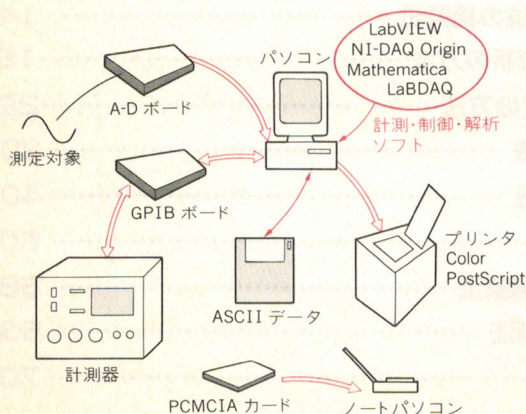 LabVIEW
NI-DAQ Origin
Mathematica
LaBDAQ
パソコン
A-D ボード
計測・制御・解析
ソフト
測定対象
GPIB ボード
プリンタ
Color
PostScript
ASCII データ
計測器
PCMCIA カード
ノートパソコン